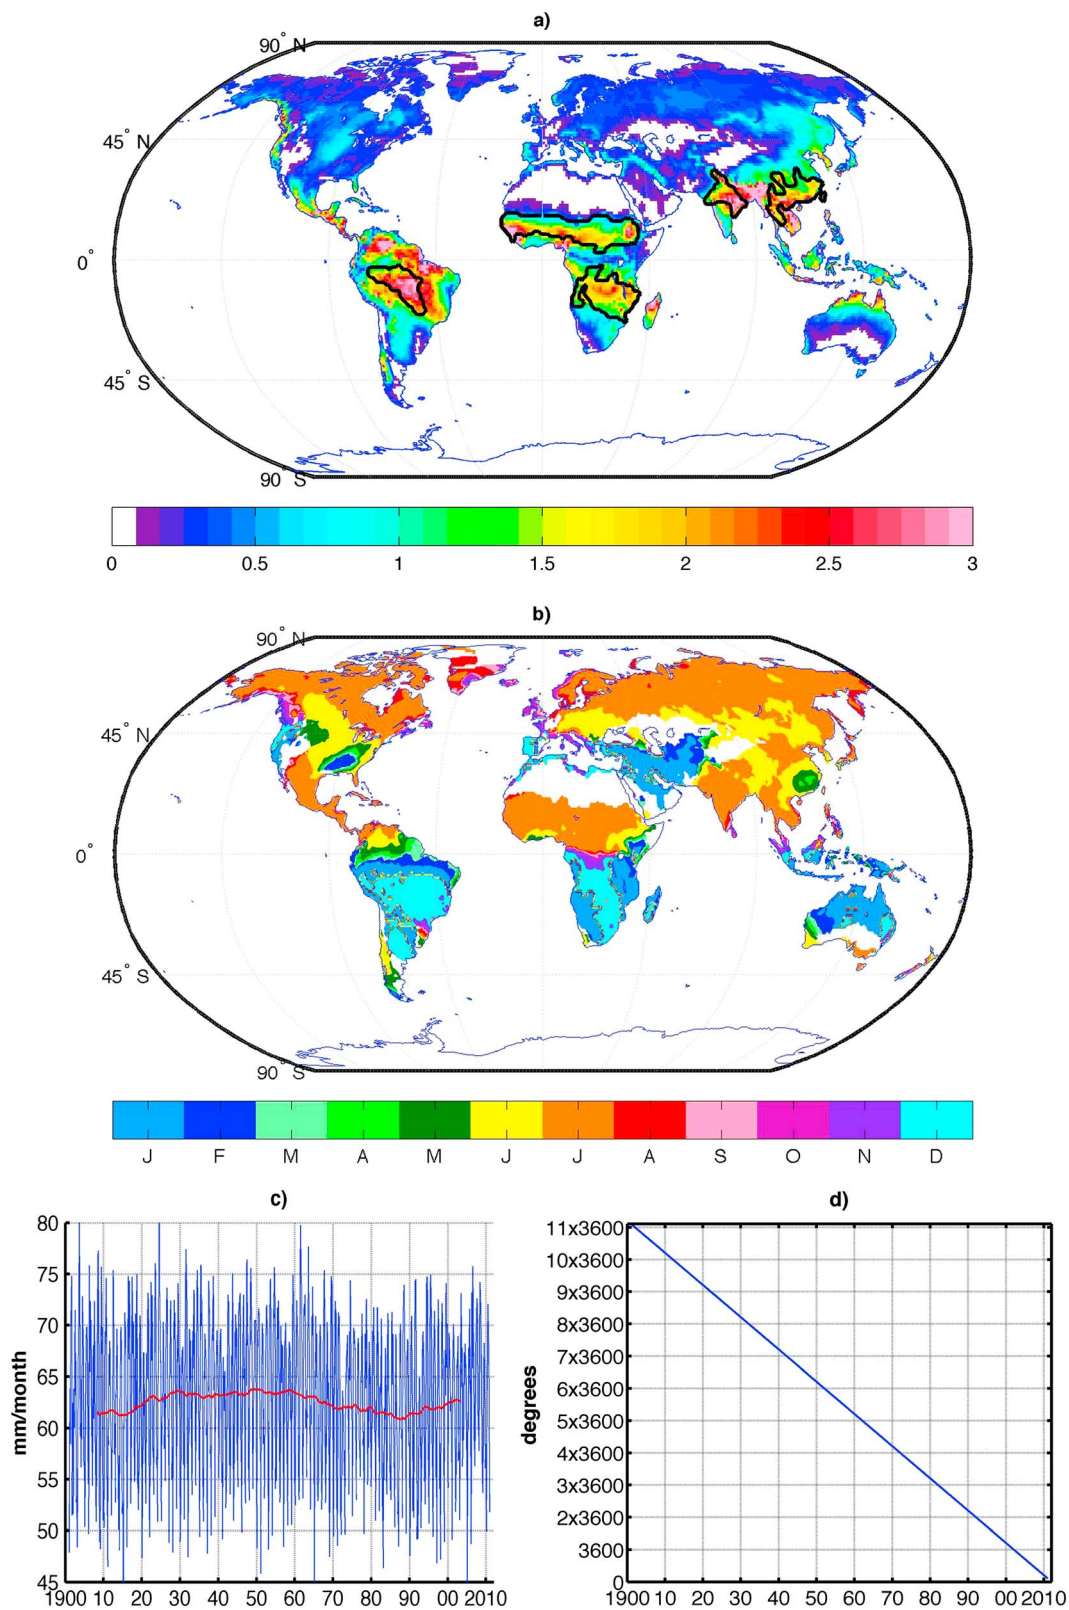 a)
90° N
45° N
0°
45° S
90° S
0 0.5 1 1.5 2 2.5 3
b)
90° N
45° N
0°
45° S
90° S
J F M A M J J A S O N D
c)
80
75
70
65
60
55
50
45
mm/month
1900 10 20 30 40 50 60 70 80 90 00 2010
d)
11x3600
10x3600
9x3600
8x3600
7x3600
6x3600
5x3600
4x3600
3x3600
2x3600
3600
0
degrees
1900 10 20 30 40 50 60 70 80 90 00 2010